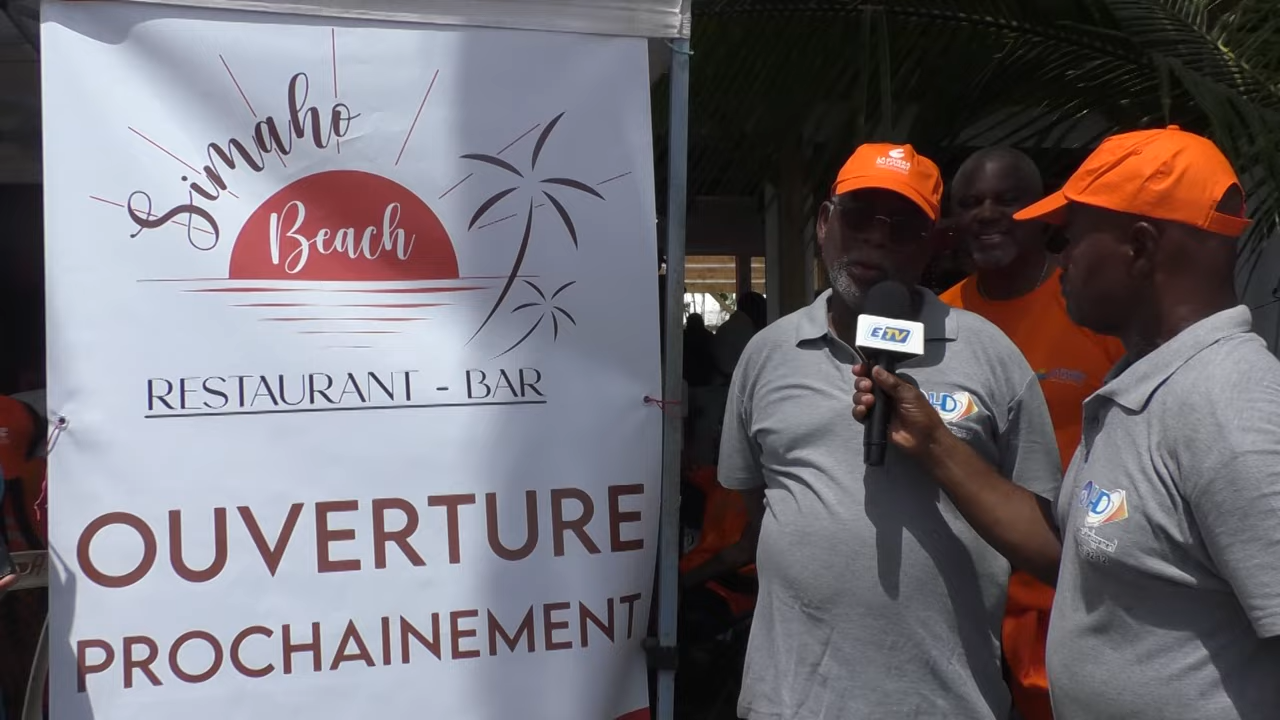 Simaho
Beach
RESTAURANT - BAR
OUVERTURE
PROCHAINEMENT
ETV